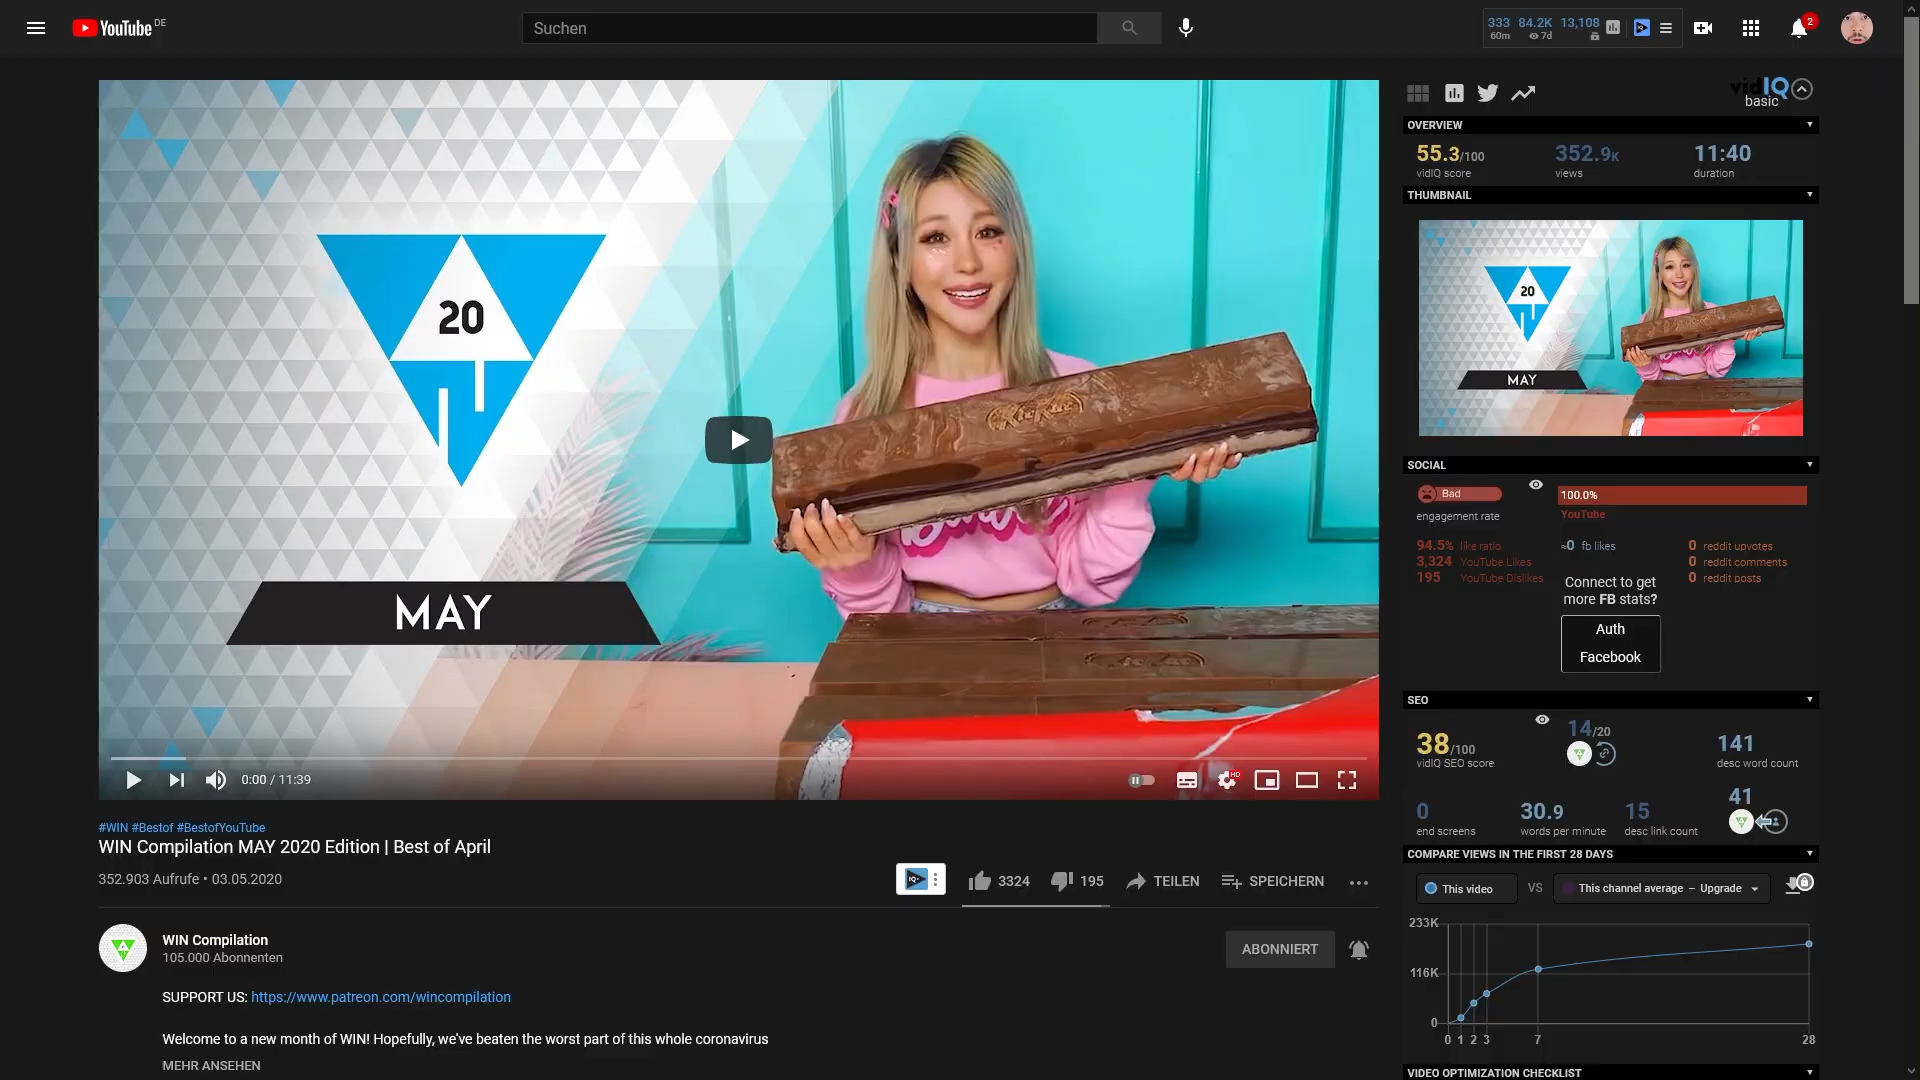 YouTube DE
Suchen
333 84.2K 13,108
60m 7d
2
20
MAY
0:00 / 11:39
HD
#WIN #Bestof #BestofYouTube
WIN Compilation MAY 2020 Edition | Best of April
352.903 Aufrufe • 03.05.2020
IQ
3324
195
TEILEN
SPEICHERN
WIN Compilation
105.000 Abonnenten
ABONNIERT
SUPPORT US: https://www.patreon.com/wincompilation
Welcome to a new month of WIN! Hopefully, we've beaten the worst part of this whole coronavirus
MEHR ANSEHEN
vidIQ
basic
OVERVIEW
55.3/100
vidIQ score
352.9K
views
11:40
duration
THUMBNAIL
20
MAY
SOCIAL
Bad
engagement rate
100.0%
YouTube
94.5% like ratio
3,324 YouTube Likes
195 YouTube Dislikes
≈0 fb likes
0 reddit upvotes
0 reddit comments
0 reddit posts
Connect to get
more FB stats?
Auth
Facebook
SEO
38/100
vidIQ SEO score
14/20
141
desc word count
0
end screens
30.9
words per minute
15
desc link count
41
COMPARE VIEWS IN THE FIRST 28 DAYS
This video
VS
This channel average – Upgrade
233K
116K
0
0 1 2 3 7 28
VIDEO OPTIMIZATION CHECKLIST